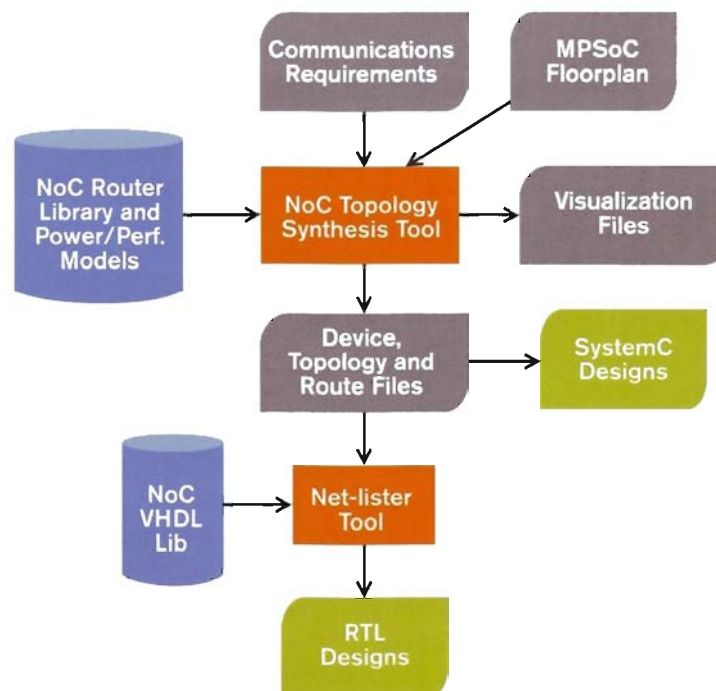 Communications
Requirements
MPSoC
Floorplan
NoC Router
Library and
Power/Perf.
Models
NoC Topology
Synthesis Tool
Visualization
Files
Device,
Topology and
Route Files
SystemC
Designs
NoC
VHDL
Lib
Net-lister
Tool
RTL
Designs